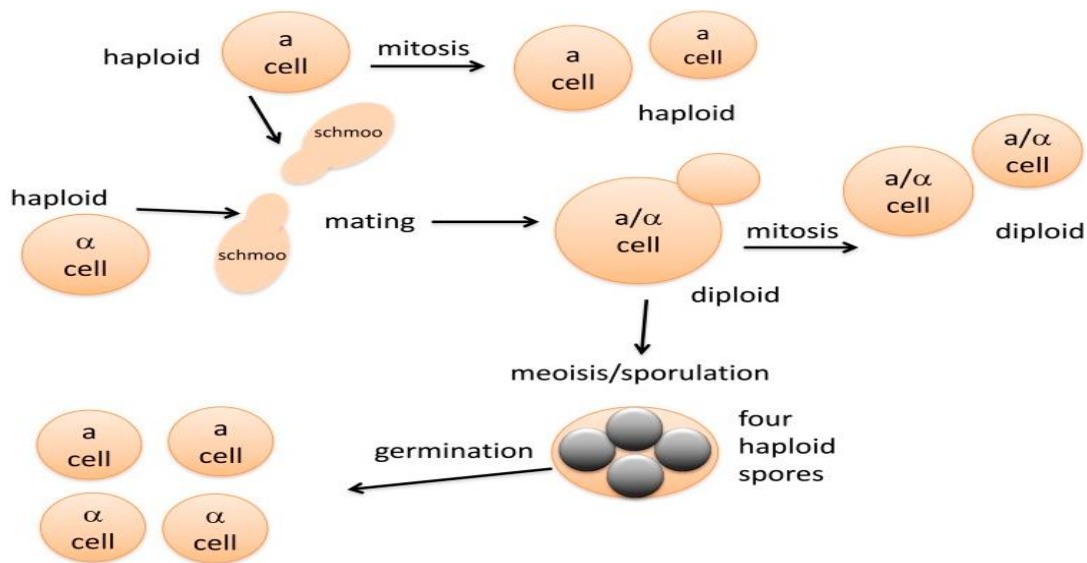 haploid
a
cell
mitosis
a
cell
a
cell
haploid
schmoo
haploid
α
cell
schmoo
mating
a/α
cell
diploid
mitosis
a/α
cell
a/α
cell
diploid
meoisis/sporulation
four
haploid
spores
germination
a
cell
a
cell
α
cell
α
cell